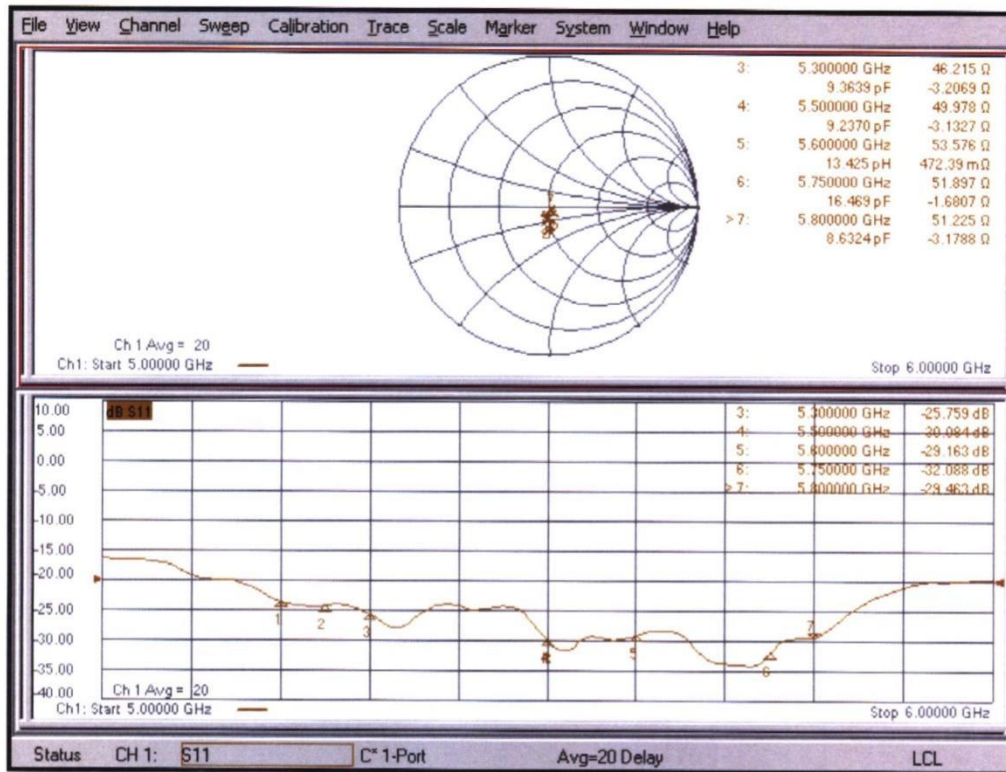 File View Channel Sweep Calibration Trace Scale Marker System Window Help
3: 5.300000 GHz 46.215 Ω
9.3639 pF -3.2069 Ω
4: 5.500000 GHz 49.978 Ω
9.2370 pF -3.1327 Ω
5: 5.600000 GHz 53.576 Ω
13.425 pH 472.39 mΩ
6: 5.750000 GHz 51.897 Ω
16.469 pF -1.6807 Ω
>7: 5.800000 GHz 51.225 Ω
8.6324 pF -3.1788 Ω
Ch 1 Avg = 20
Ch1: Start 5.00000 GHz
Stop 6.00000 GHz
dB S11
3: 5.300000 GHz -25.759 dB
4: 5.500000 GHz -30.084 dB
5: 5.600000 GHz -29.163 dB
6: 5.750000 GHz -32.088 dB
>7: 5.800000 GHz -29.463 dB
10.00
5.00
0.00
-5.00
-10.00
-15.00
-20.00
-25.00
-30.00
-35.00
-40.00
1
2
3
5
6
7
Ch 1 Avg = 20
Ch1: Start 5.00000 GHz
Stop 6.00000 GHz
Status CH 1: S11 C* 1-Port Avg=20 Delay LCL